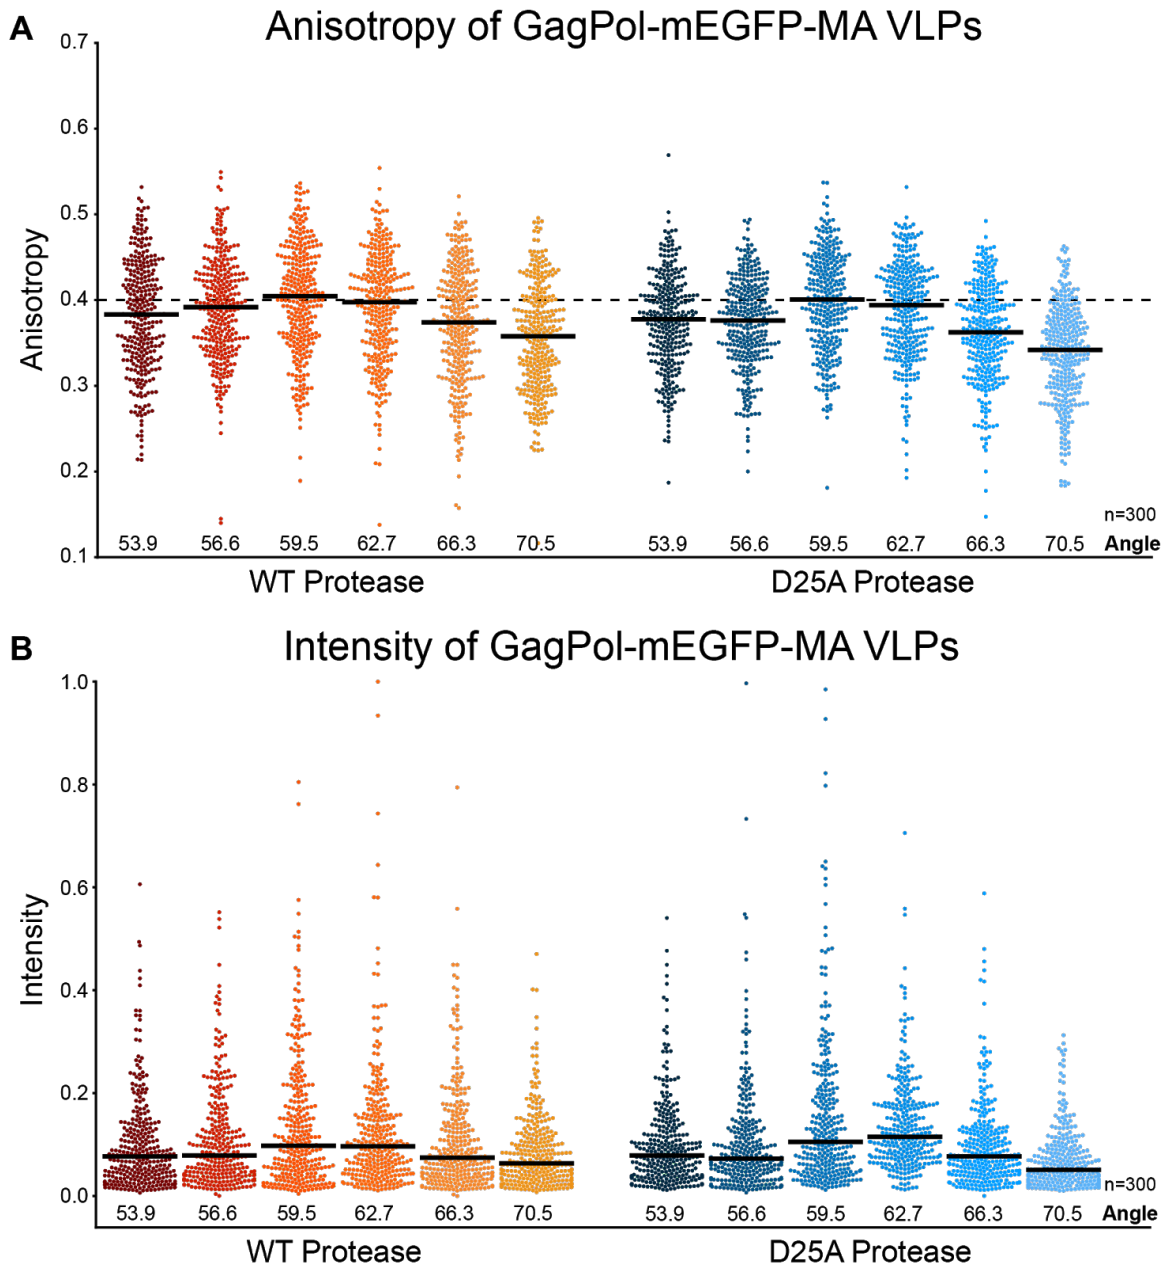 A
Anisotropy of GagPol-mEGFP-MA VLPs
0.7
0.6
0.5
0.4
0.3
0.2
0.1
Anisotropy
n=300
53.9 56.6 59.5 62.7 66.3 70.5 53.9 56.6 59.5 62.7 66.3 70.5 Angle
WT Protease D25A Protease
B
Intensity of GagPol-mEGFP-MA VLPs
1.0
0.8
0.6
0.4
0.2
0.0
Intensity
n=300
53.9 56.6 59.5 62.7 66.3 70.5 53.9 56.6 59.5 62.7 66.3 70.5 Angle
WT Protease D25A Protease